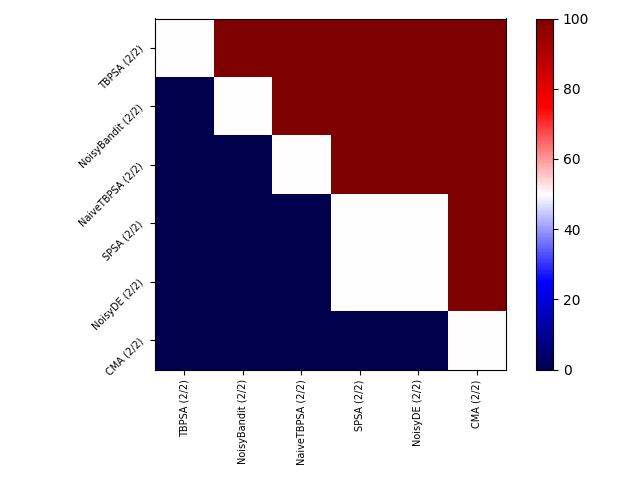 TBPSA (2/2)
NoisyBandit (2/2)
NaiveTBPSA (2/2)
SPSA (2/2)
NoisyDE (2/2)
CMA (2/2)
TBPSA (2/2)
NoisyBandit (2/2)
NaiveTBPSA (2/2)
SPSA (2/2)
NoisyDE (2/2)
CMA (2/2)
100
80
60
40
20
0